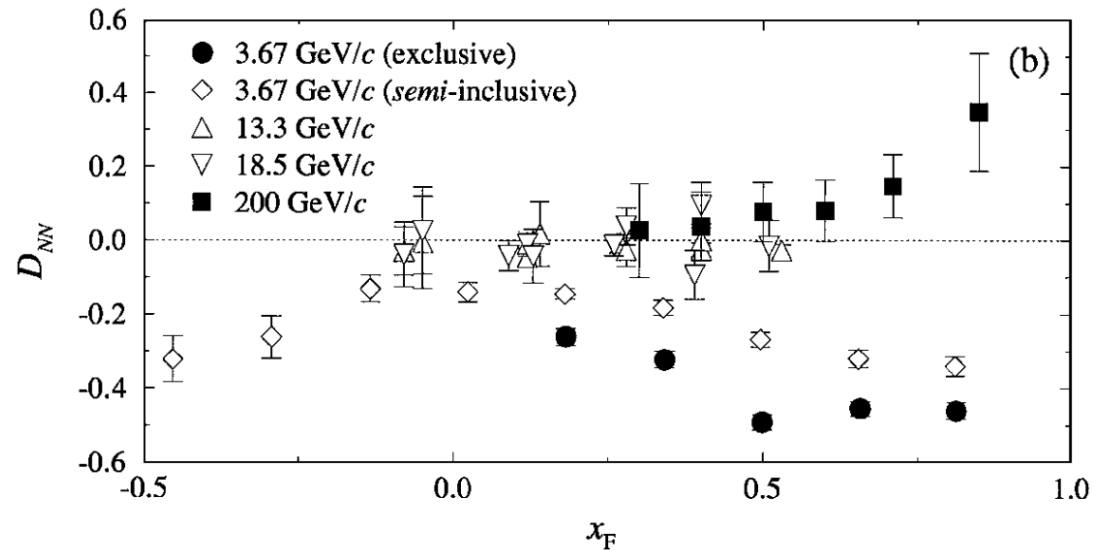 0.6
0.4
0.2
0.0
-0.2
-0.4
-0.6
D_NN
3.67 GeV/c (exclusive)
3.67 GeV/c (semi-inclusive)
13.3 GeV/c
18.5 GeV/c
200 GeV/c
(b)
-0.5 0.0 0.5 1.0
x_F